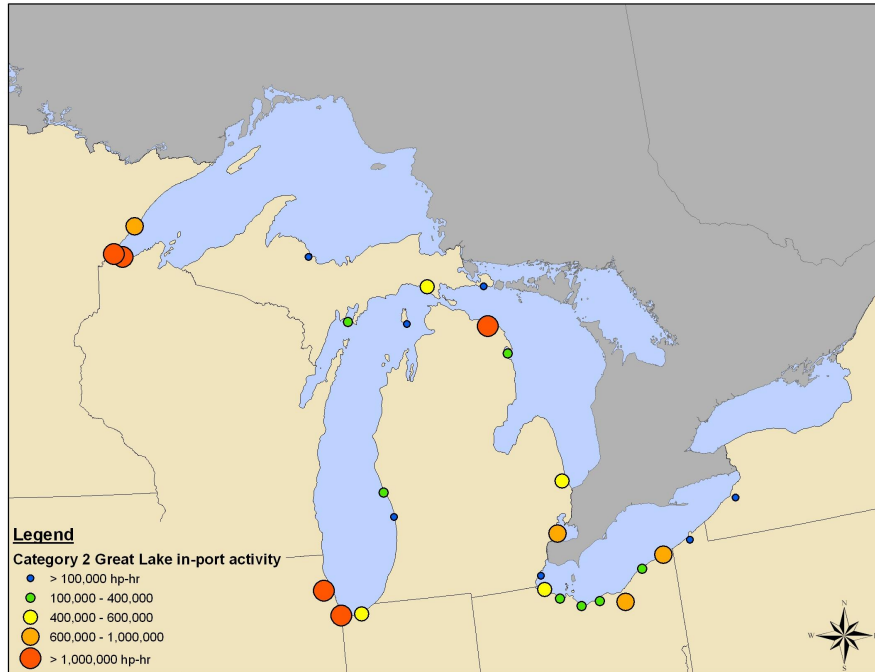 Legend
Category 2 Great Lake in-port activity
> 100,000 hp-hr
100,000 - 400,000
400,000 - 600,000
600,000 - 1,000,000
> 1,000,000 hp-hr
N
W E
S